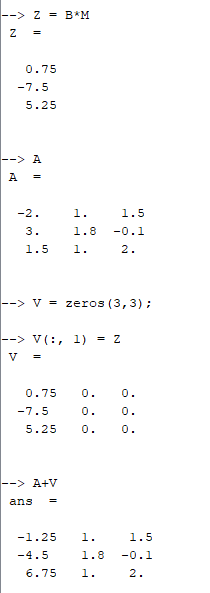 --> Z = B*M
Z  =
0.75
-7.5
5.25
--> A
A  =
-2.   1.   1.5
3.   1.8  -0.1
1.5   1.   2.
--> V = zeros(3,3);
--> V(:, 1) = Z
V  =
0.75   0.   0.
-7.5   0.   0.
5.25   0.   0.
--> A+V
ans  =
-1.25   1.   1.5
-4.5   1.8  -0.1
6.75   1.   2.